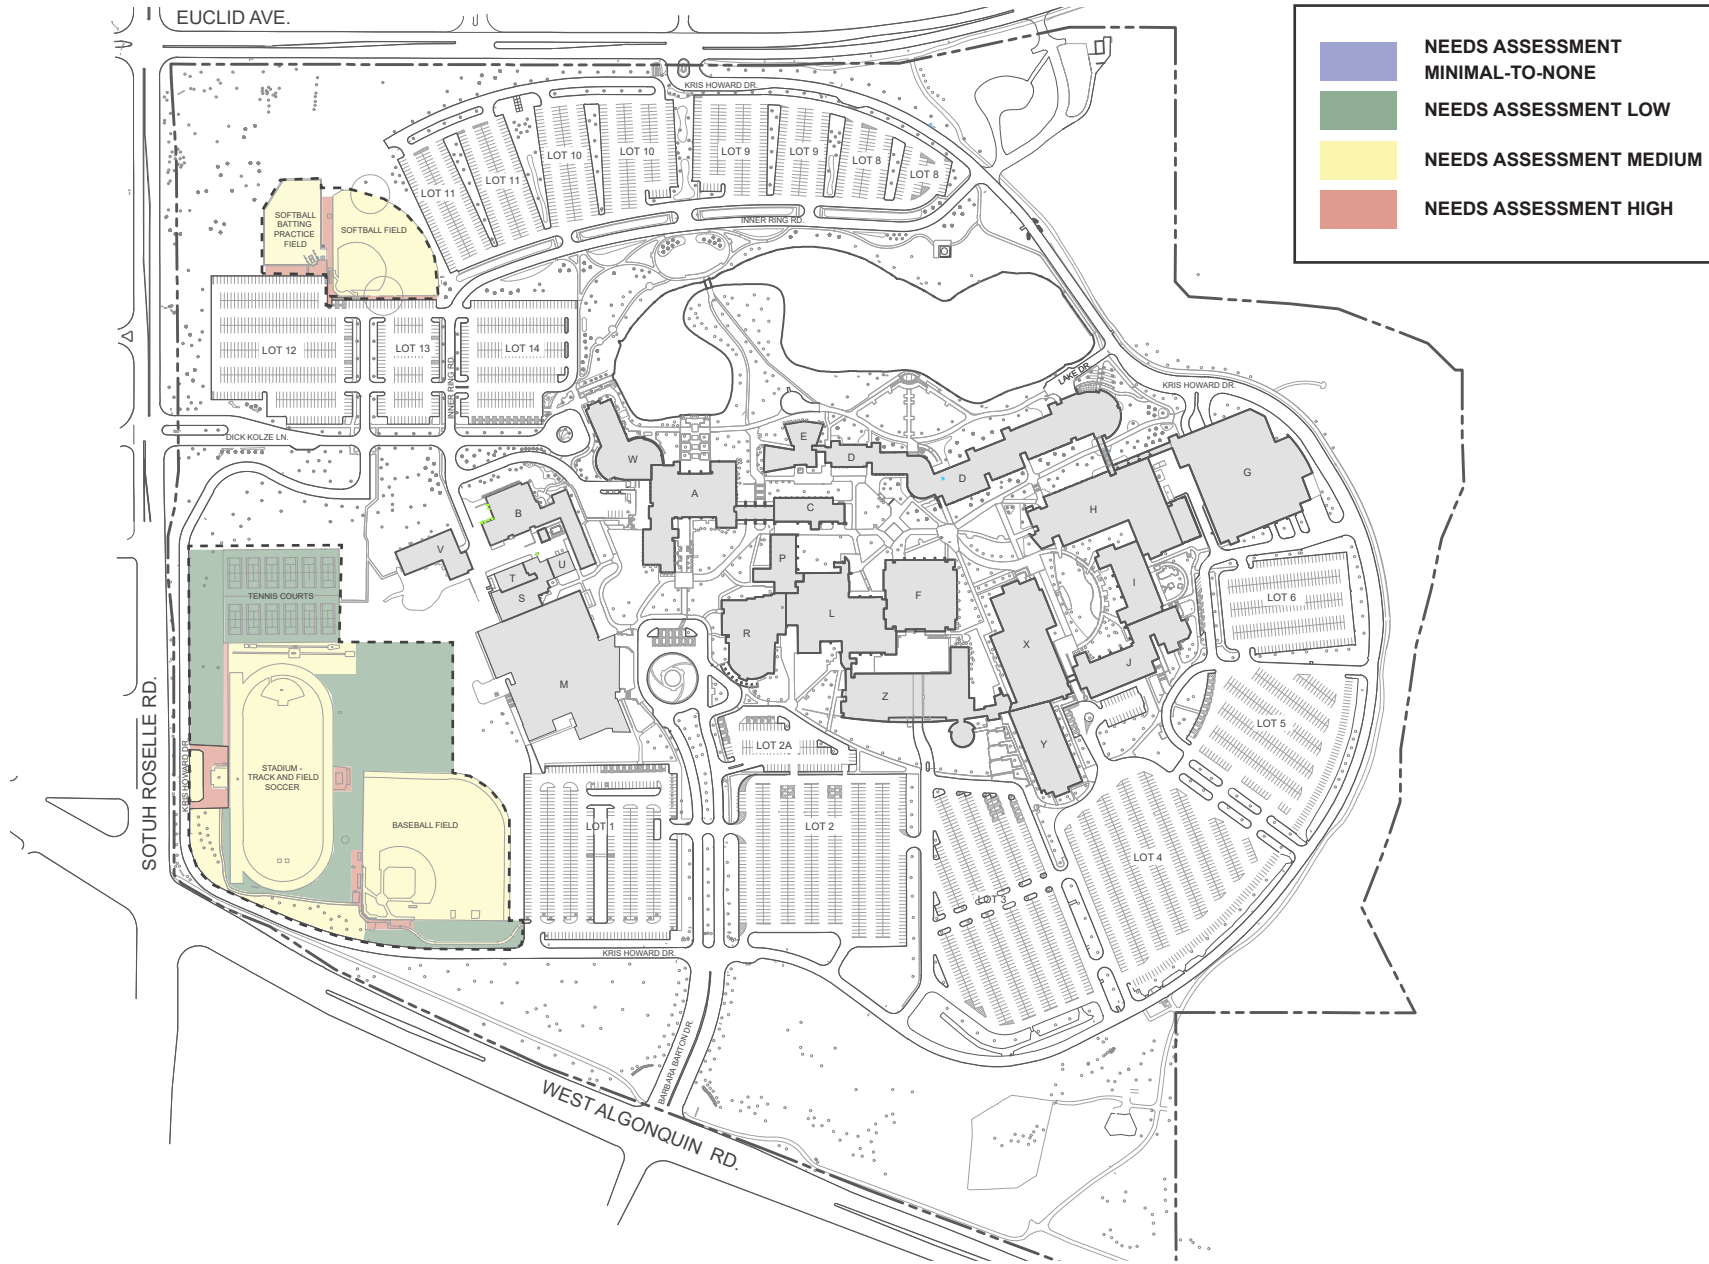 EUCLID AVE.
NEEDS ASSESSMENT
MINIMAL-TO-NONE
NEEDS ASSESSMENT LOW
NEEDS ASSESSMENT MEDIUM
NEEDS ASSESSMENT HIGH
KRIS HOWARD DR.
LOT 10
LOT 10
LOT 9
LOT 9
LOT 8
LOT 8
LOT 11
LOT 11
INNER RING RD.
SOFTBALL
BATTING
PRACTICE
FIELD
SOFTBALL FIELD
LOT 12
LOT 13
LOT 14
INNER RING RD.
LAKE DR.
KRIS HOWARD DR.
DICK KOLZE LN.
E
D
W
A
D
G
C
H
B
V
P
U
T
S
I
F
L
R
X
J
M
Z
Y
LOT 6
TENNIS COURTS
LOT 5
LOT 2A
SOTUH ROSELLE RD.
KRIS HOWARD DR.
STADIUM -
TRACK AND FIELD
SOCCER
BASEBALL FIELD
LOT 1
LOT 2
LOT 4
LOT 3
KRIS HOWARD DR.
BARBARA BARTON DR.
WEST ALGONQUIN RD.